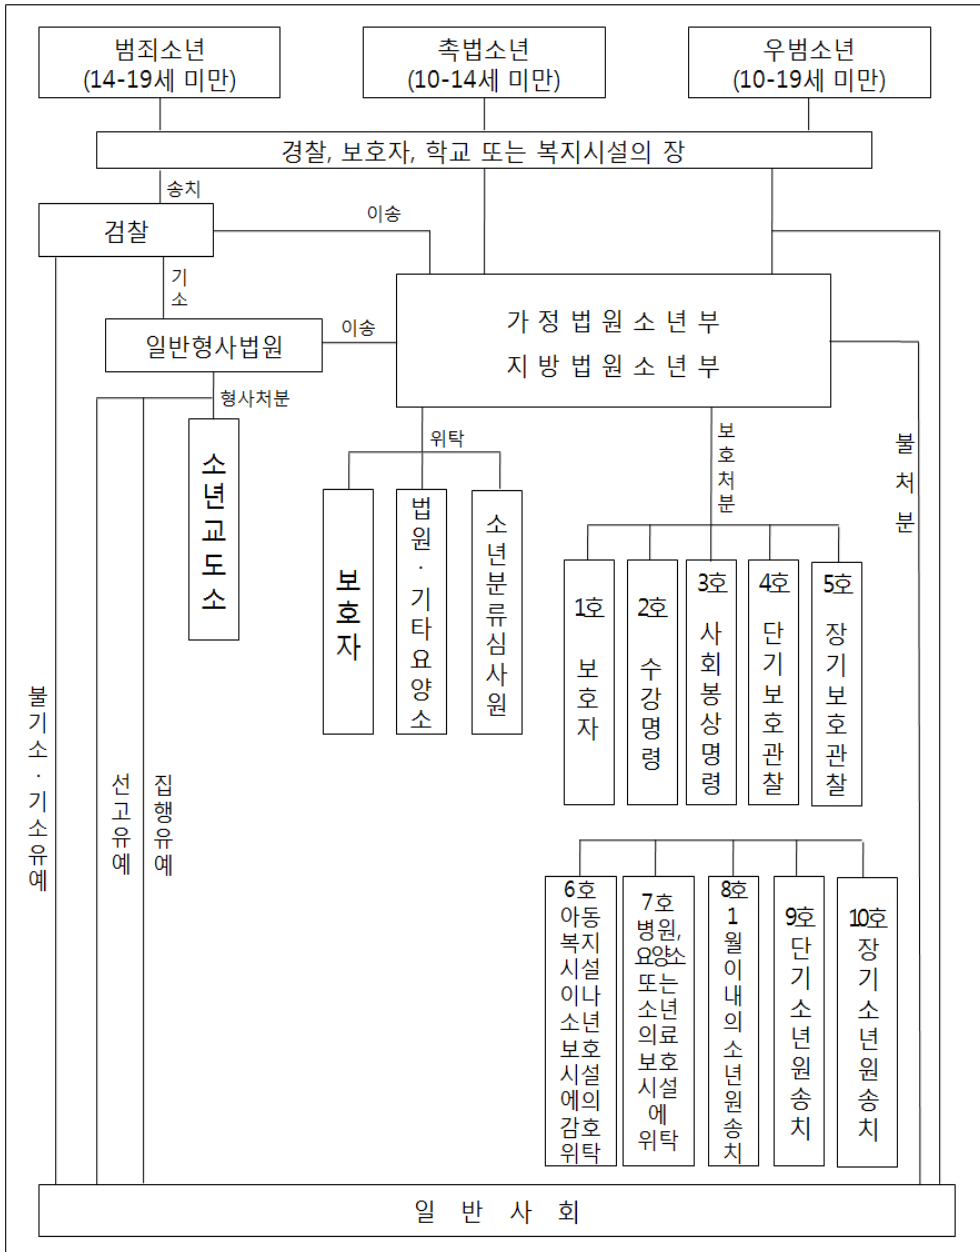 범죄소년
(14-19세 미만)
촉법소년
(10-14세 미만)
우범소년
(10-19세 미만)
경찰, 보호자, 학교 또는 복지시설의 장
송치
검찰
이송
기소
가정법원소년부
지방법원소년부
일반형사법원
이송
형사처분
소년교도소
위탁
보호자
법원·기타요양소
소년분류심사원
보호처분
불처분
1호 보호자
2호 수강명령
3호 사회봉상명령
4호 단기보호관찰
5호 장기보호관찰
불기소·기소유예
선고유예
집행유예
6호
아동
복지
시설
이나
소년
보호
시설
에의
감호
위탁
7호
병원,
요양소
또는
소년
의료
보호
시설
에
위탁
8호
1월이내의소년원송치
9호
단기소년원송치
10호
장기소년원송치
일반사회